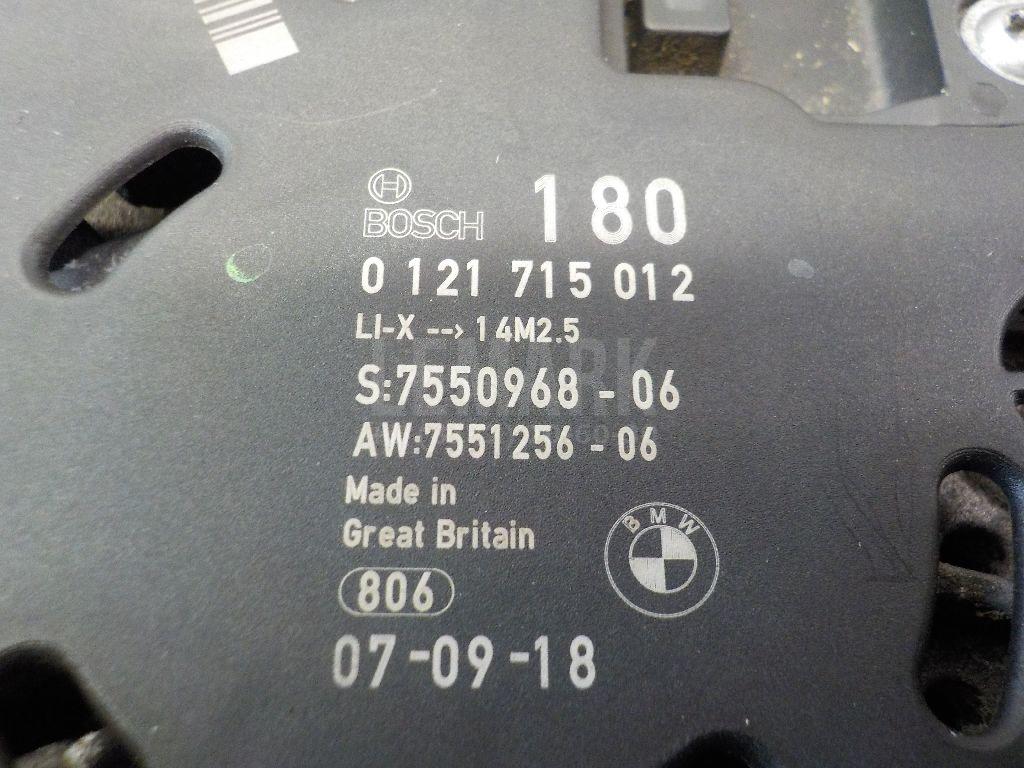 BOSCH 180
0 121 715 012
LI-X --> 14M2.5
LEMARK
S:7550968 - 06
AW:7551256 - 06
Made in
Great Britain
BMW
806
07-09-18